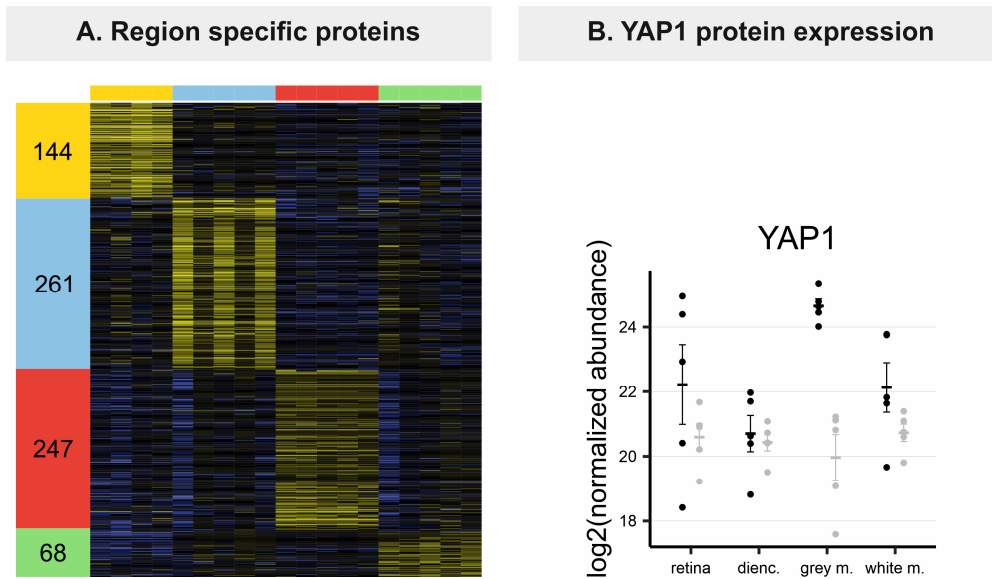 A. Region specific proteins
144
261
247
68
B. YAP1 protein expression
YAP1
log2(normalized abundance)
24
22
20
18
retina dienc. grey m. white m.